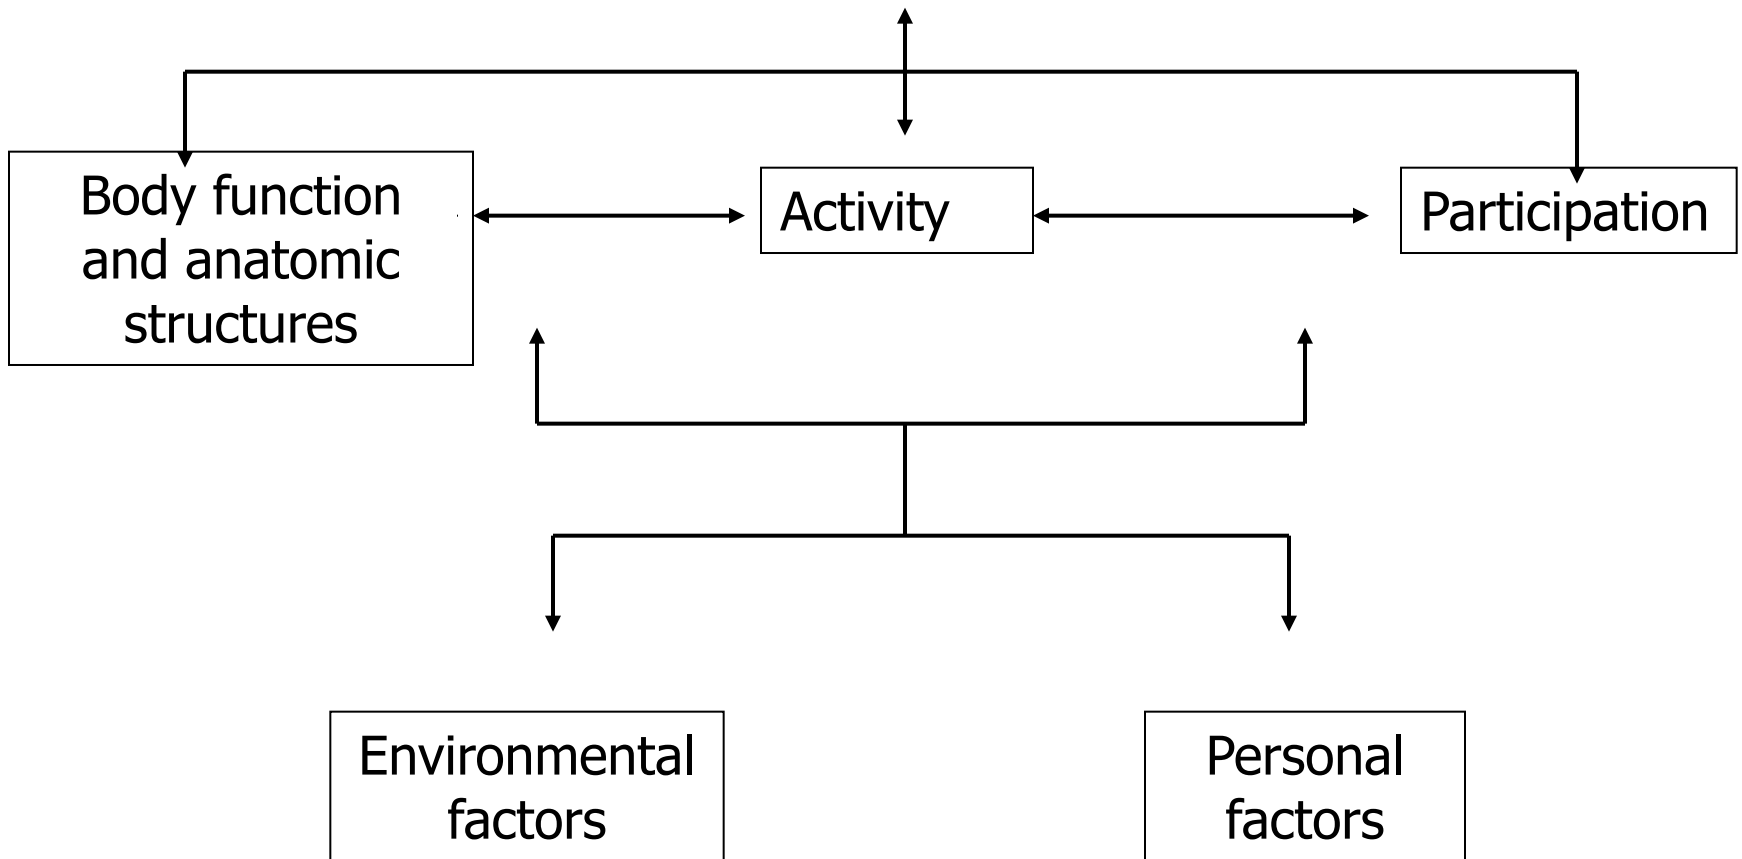 Body function
and anatomic
structures
Activity
Participation
Environmental
factors
Personal
factors